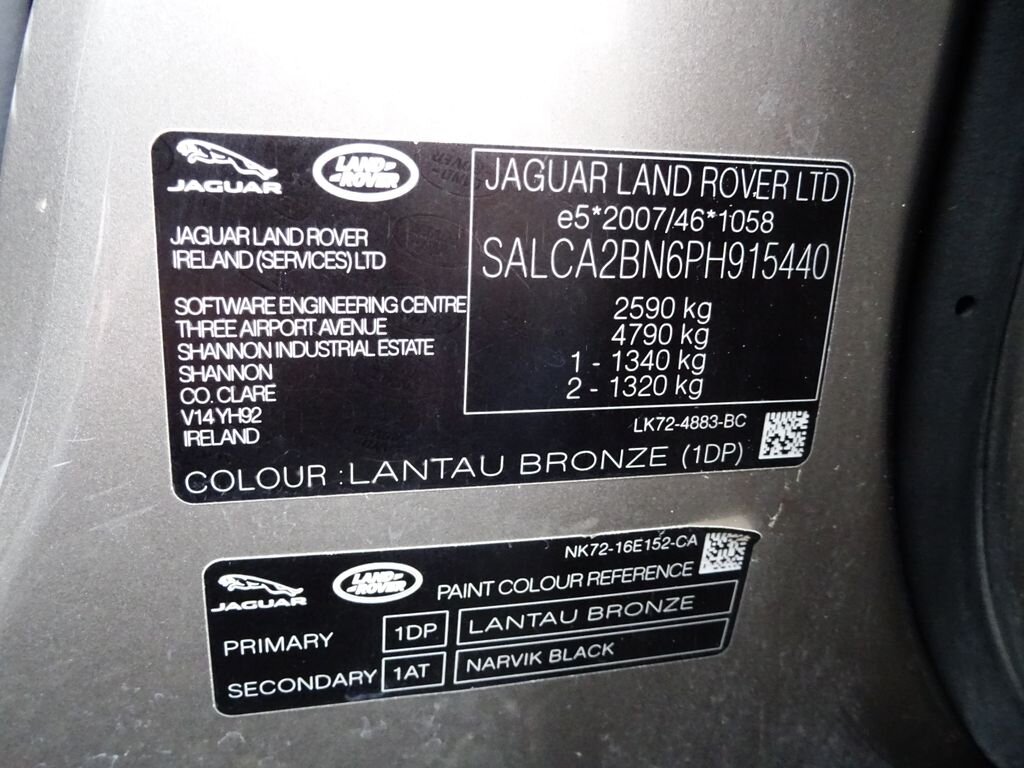 JAGUAR
LAND ROVER
JAGUAR LAND ROVER
IRELAND (SERVICES) LTD
SOFTWARE ENGINEERING CENTRE
THREE AIRPORT AVENUE
SHANNON INDUSTRIAL ESTATE
SHANNON
CO. CLARE
V14 YH92
IRELAND
JAGUAR LAND ROVER LTD
e5*2007/46*1058
SALCA2BN6PH915440
2590 kg
4790 kg
1 - 1340 kg
2 - 1320 kg
LK72-4883-BC
COLOUR : LANTAU BRONZE (1DP)
NK72-16E152-CA
JAGUAR
LAND ROVER
PAINT COLOUR REFERENCE
PRIMARY 1DP LANTAU BRONZE
SECONDARY 1AT NARVIK BLACK